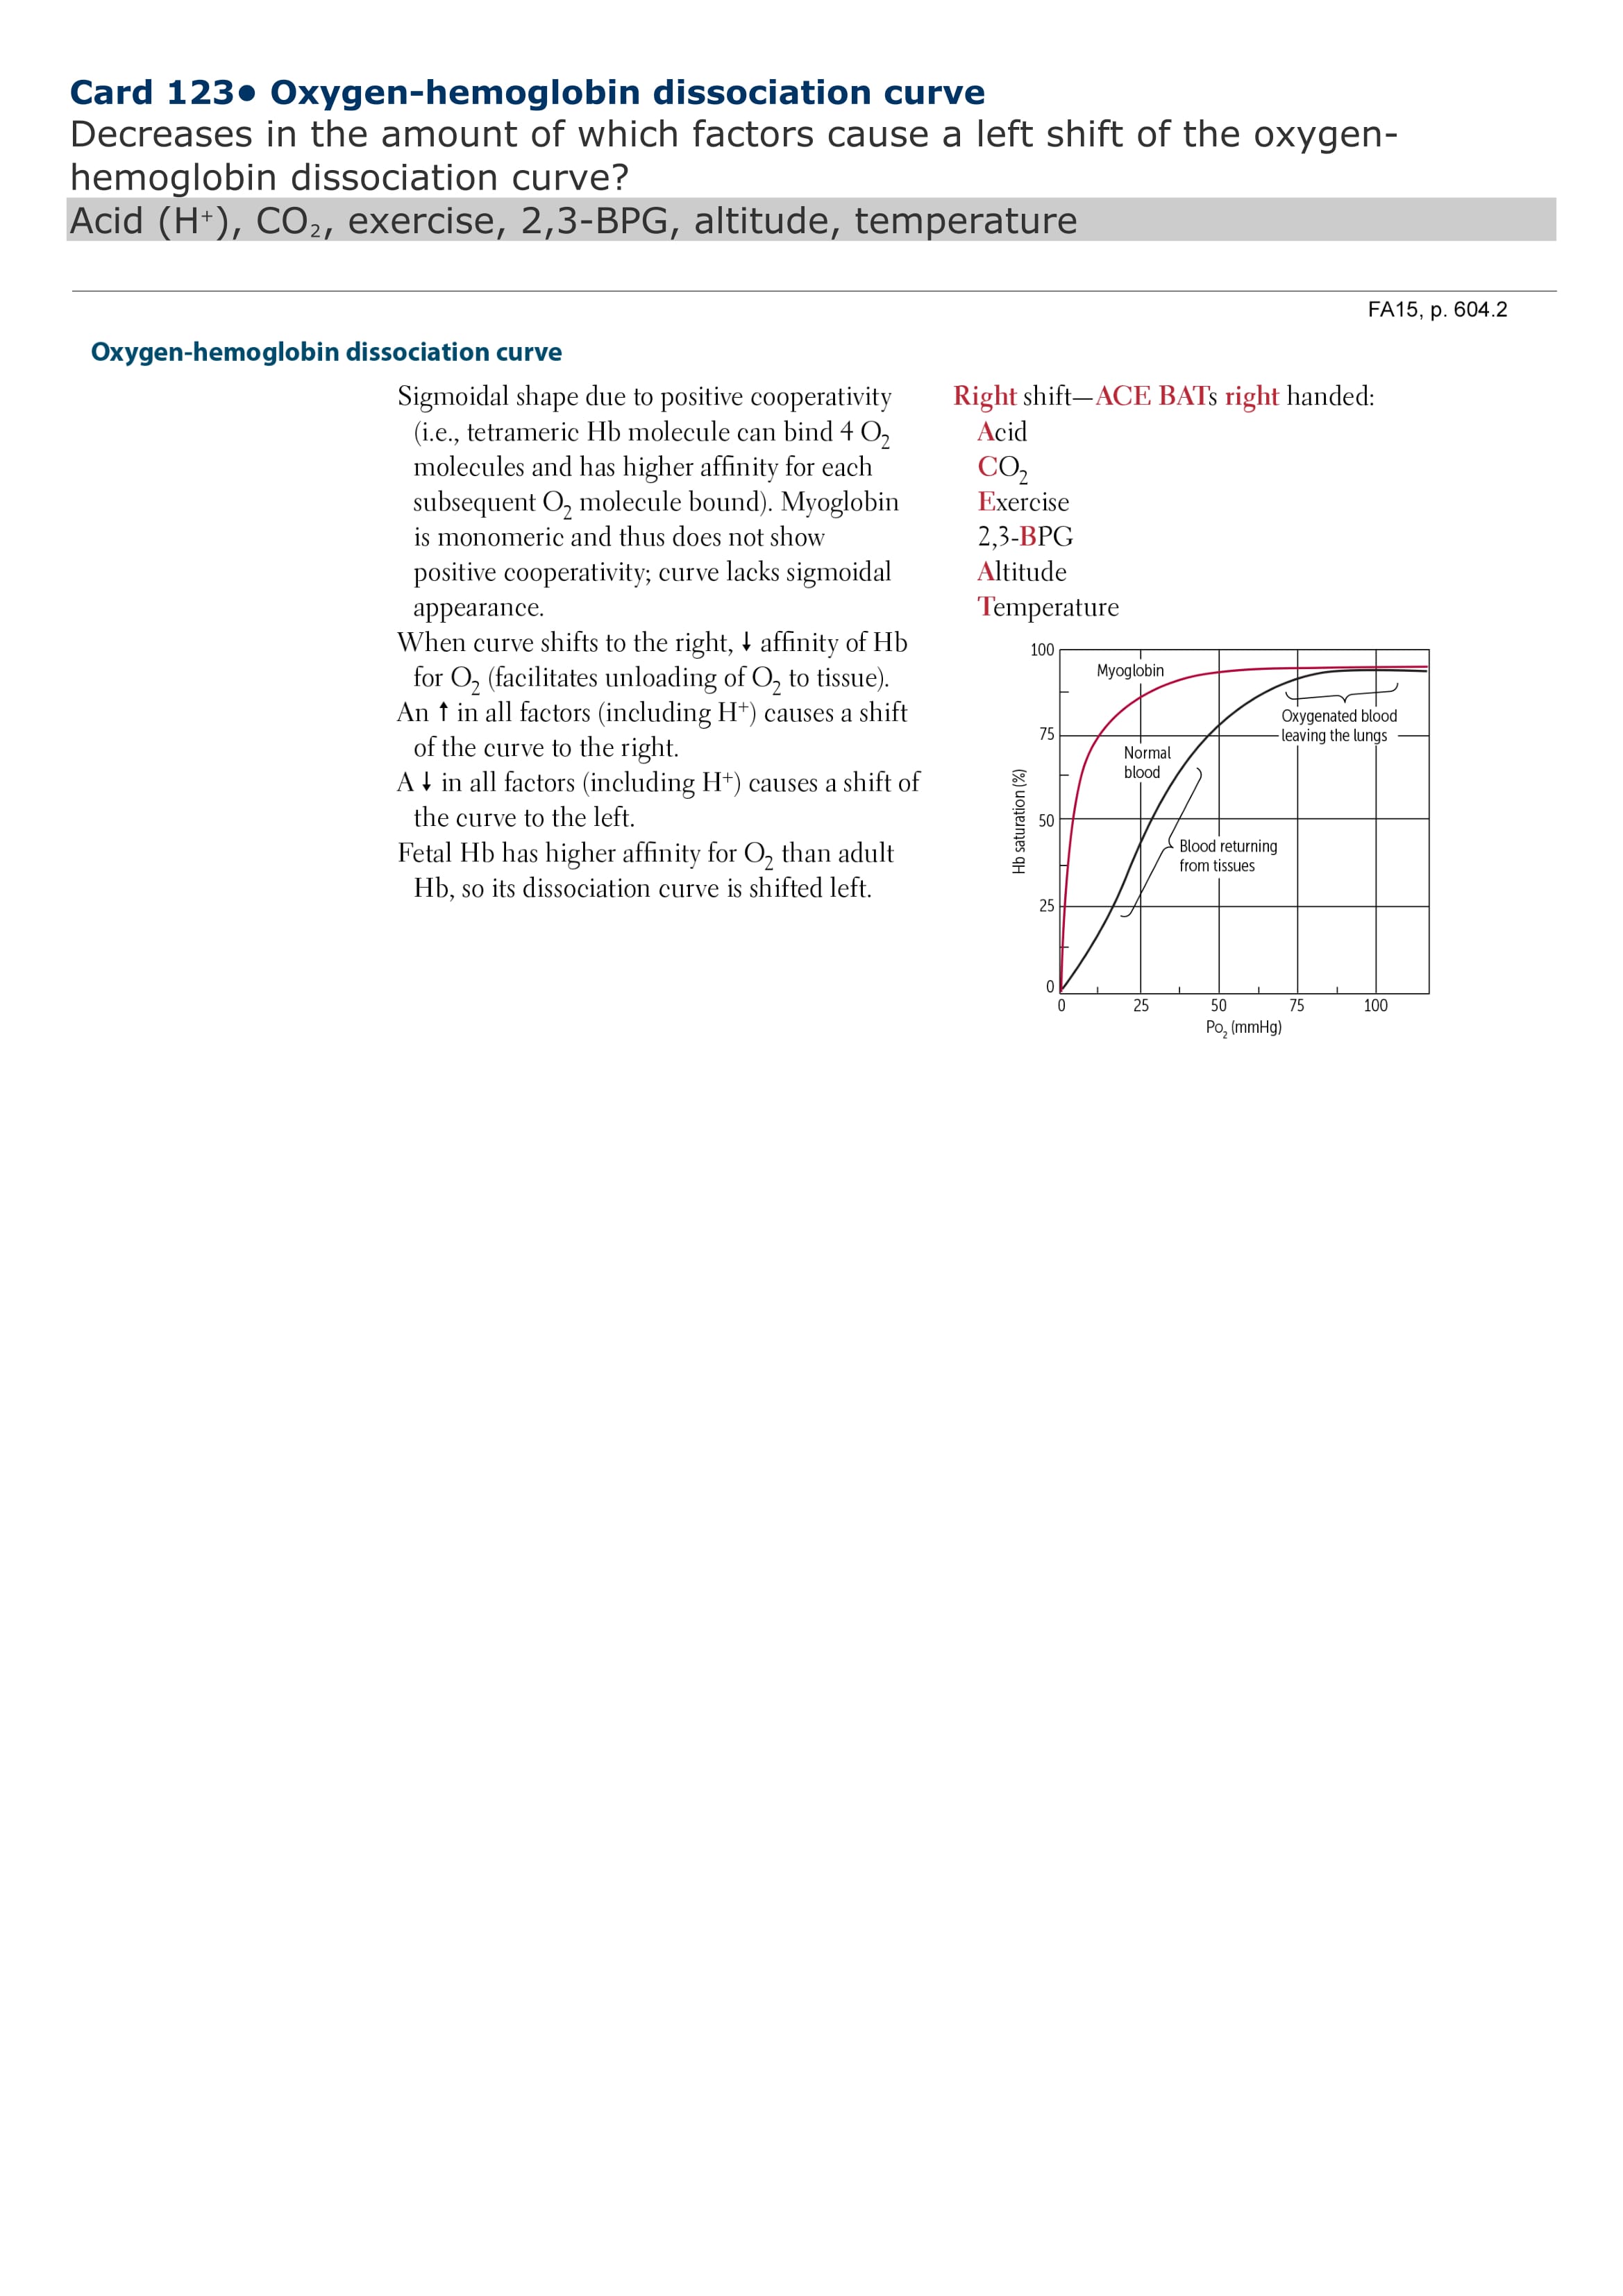 Card 123• Oxygen-hemoglobin dissociation curve
Decreases in the amount of which factors cause a left shift of the oxygen-
hemoglobin dissociation curve?
Acid (H⁺), CO₂, exercise, 2,3-BPG, altitude, temperature
FA15, p. 604.2
Oxygen-hemoglobin dissociation curve
Sigmoidal shape due to positive cooperativity
(i.e., tetrameric Hb molecule can bind 4 O₂
molecules and has higher affinity for each
subsequent O₂ molecule bound). Myoglobin
is monomeric and thus does not show
positive cooperativity; curve lacks sigmoidal
appearance.
When curve shifts to the right, ↓ affinity of Hb
for O₂ (facilitates unloading of O₂ to tissue).
An ↑ in all factors (including H⁺) causes a shift
of the curve to the right.
A ↓ in all factors (including H⁺) causes a shift of
the curve to the left.
Fetal Hb has higher affinity for O₂ than adult
Hb, so its dissociation curve is shifted left.
Right shift—ACE BATs right handed:
Acid
CO₂
Exercise
2,3-BPG
Altitude
Temperature
100
75
50
25
0
Hb saturation (%)
Myoglobin
Normal
blood
Oxygenated blood
leaving the lungs
Blood returning
from tissues
0 25 50 75 100
Po₂ (mmHg)